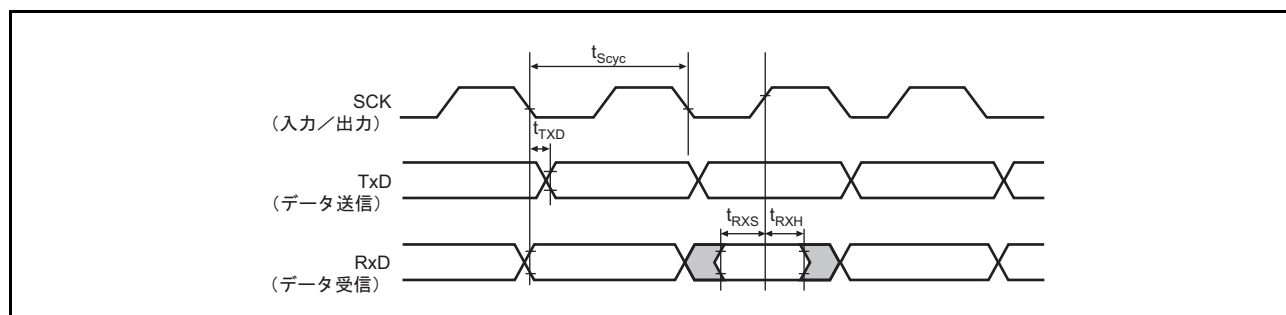 tScyc
SCK
（入力／出力）
tTXD
TxD
（データ送信）
tRXS
tRXH
RxD
（データ受信）